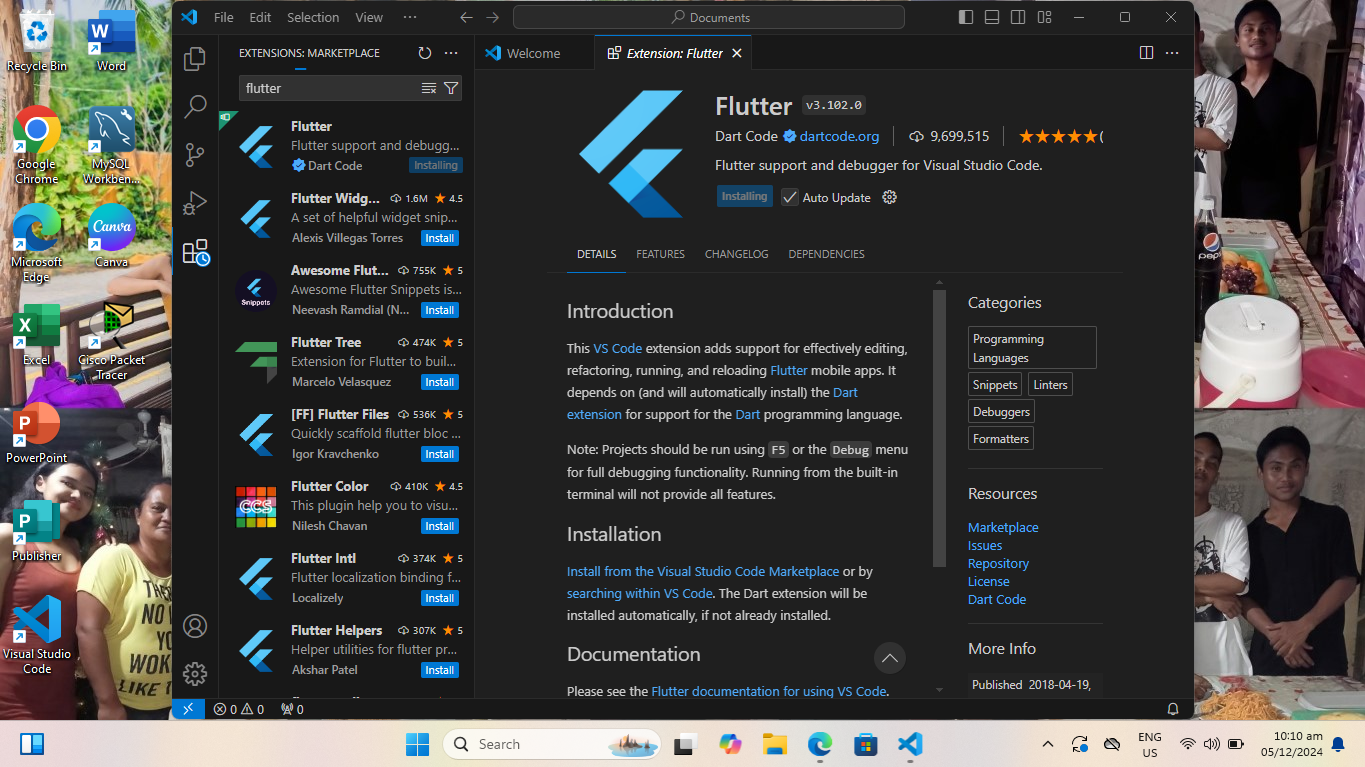 Recycle Bin
Word
Google
Chrome
MySQL
Workben...
Microsoft
Edge
Canva
Canva
Excel
Cisco Packet
Tracer
PowerPoint
Publisher
Visual Studio
Code
THEY
NO
YOU
WOK
LIKE T
pepsi
File
Edit
Selection
View
Documents
EXTENSIONS: MARKETPLACE
flutter
Flutter
Flutter support and debugg...
Dart Code
Installing
Flutter Widg...
1.6M
4.5
A set of helpful widget snip...
Alexis Villegas Torres
Install
Awesome Flut...
755K
5
Awesome Flutter Snippets is...
Neevash Ramdial (N...
Install
Snippets
Flutter Tree
474K
5
Extension for Flutter to buil...
Marcelo Velasquez
Install
[FF] Flutter Files
536K
5
Quickly scaffold flutter bloc ...
Igor Kravchenko
Install
Flutter Color
410K
4.5
This plugin help you to visu...
Nilesh Chavan
Install
CCS
Flutter Intl
374K
5
Flutter localization binding f...
Localizely
Install
Flutter Helpers
307K
5
Helper utilities for flutter pr...
Akshar Patel
Install
Welcome
Extension: Flutter
Flutter
v3.102.0
Dart Code
dartcode.org
9,699,515
(
Flutter support and debugger for Visual Studio Code.
Installing
Auto Update
DETAILS
FEATURES
CHANGELOG
DEPENDENCIES
Introduction
This VS Code extension adds support for effectively editing,
refactoring, running, and reloading Flutter mobile apps. It
depends on (and will automatically install) the Dart
extension for support for the Dart programming language.
Note: Projects should be run using F5 or the Debug menu
for full debugging functionality. Running from the built-in
terminal will not provide all features.
Installation
Install from the Visual Studio Code Marketplace or by
searching within VS Code. The Dart extension will be
installed automatically, if not already installed.
Documentation
Please see the Flutter documentation for using VS Code.
Categories
Programming
Languages
Snippets
Linters
Debuggers
Formatters
Resources
Marketplace
Issues
Repository
License
Dart Code
More Info
Published 2018-04-19,
0
0
0
Search
ENG
US
10:10 am
05/12/2024